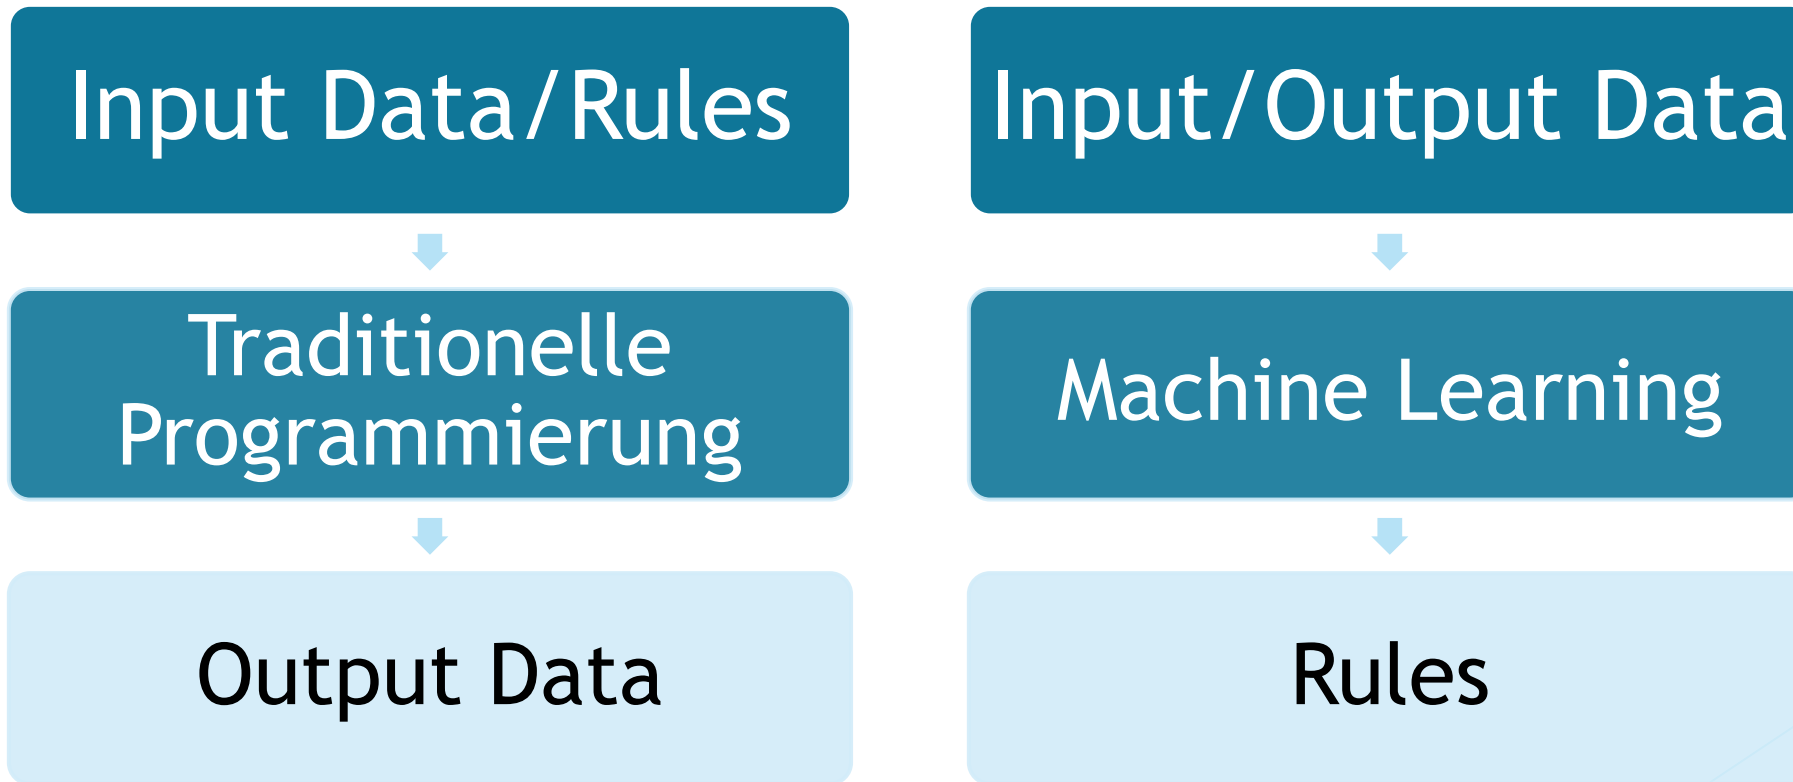 Input Data/Rules
Traditionelle
Programmierung
Output Data
Input/Output Data
Machine Learning
Rules